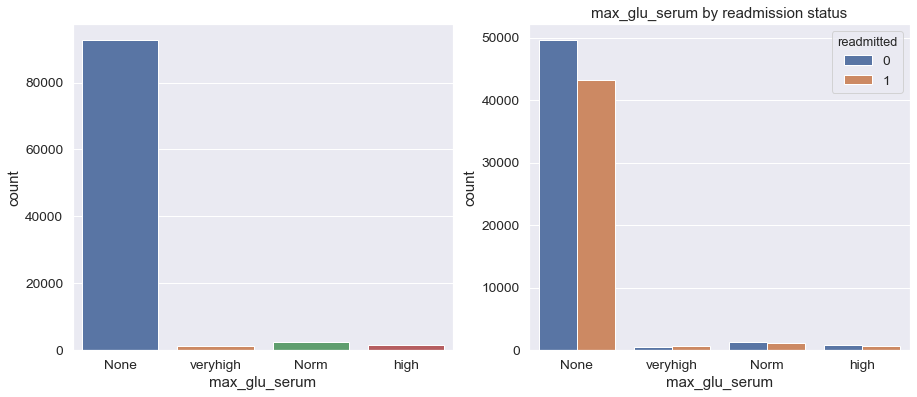 80000
60000
40000
20000
0
count
None veryhigh Norm high
max_glu_serum
max_glu_serum by readmission status
50000
40000
30000
20000
10000
0
count
readmitted
0
1
None veryhigh Norm high
max_glu_serum